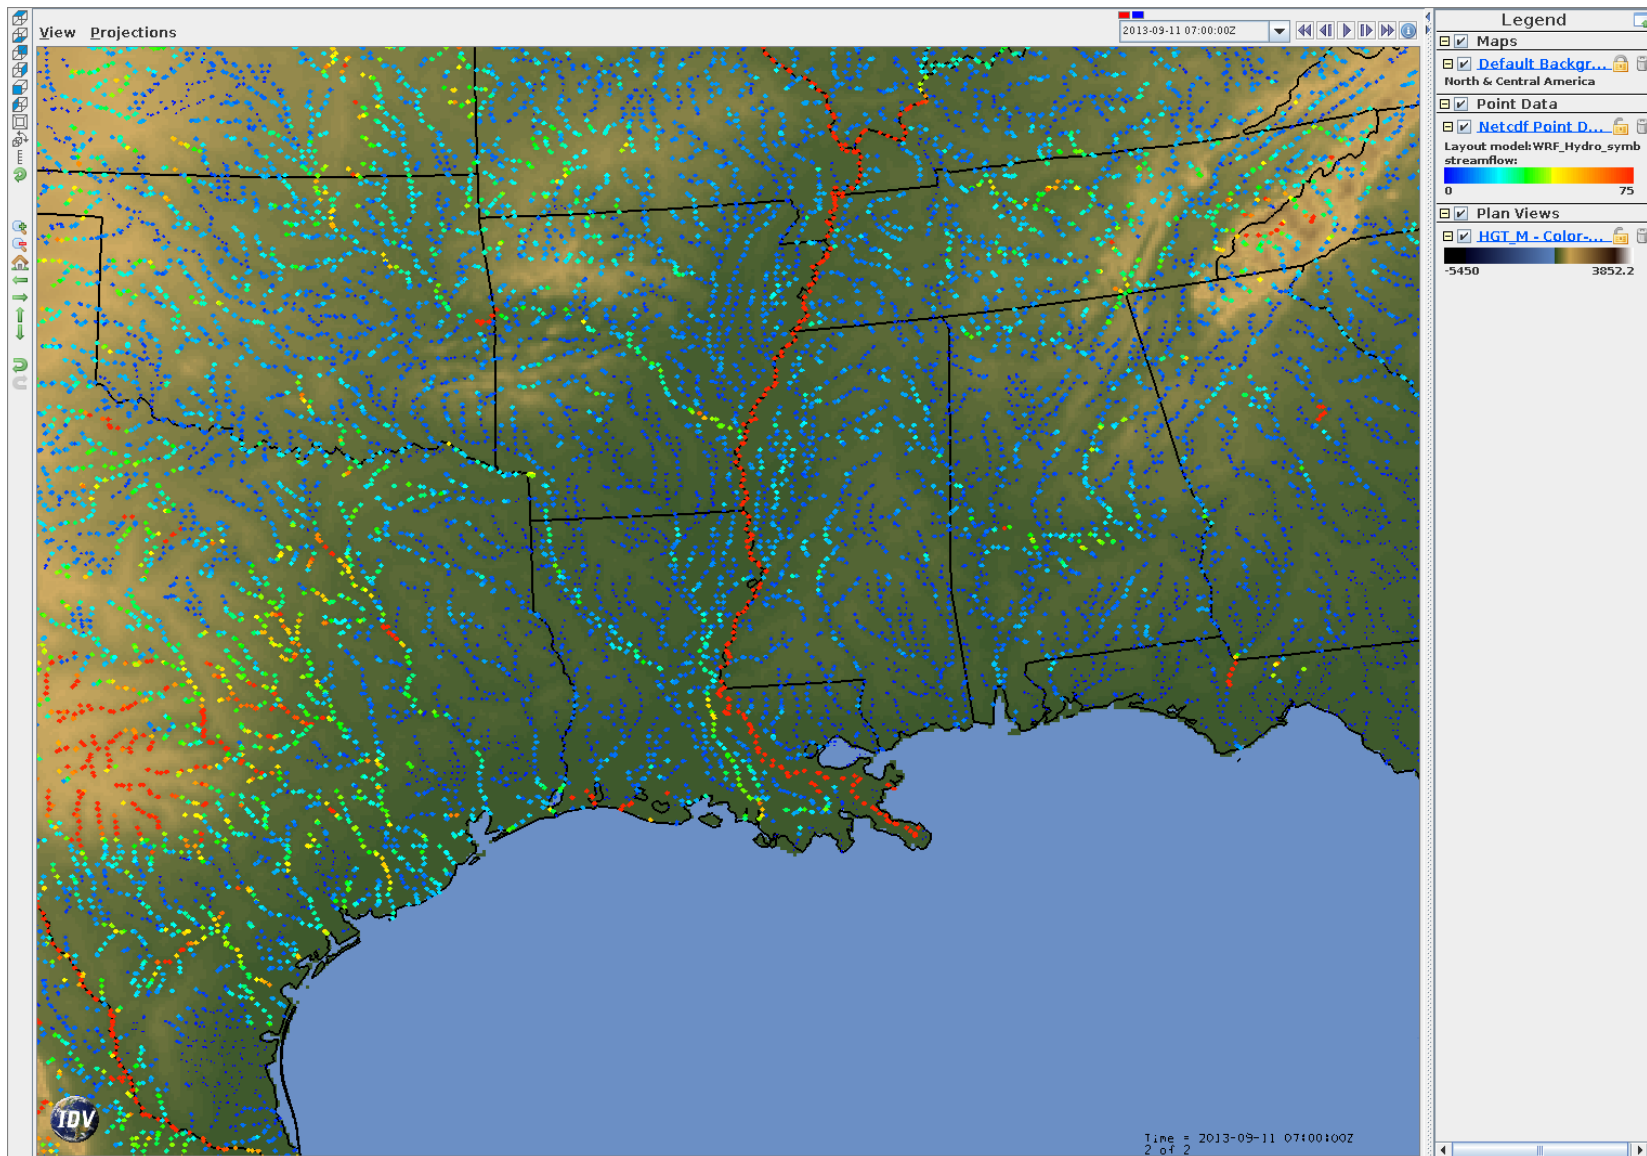 View Projections
2013-09-11 07:00:00Z
Legend
Maps
Default Backgr...
North & Central America
Point Data
Netcdf Point D...
Layout model:WRF_Hydro_symb
streamflow:
0 75
Plan Views
HGT_M - Color-...
-5450 3852.2
IDV
Time = 2013-09-11 07:00:00Z
2 of 2